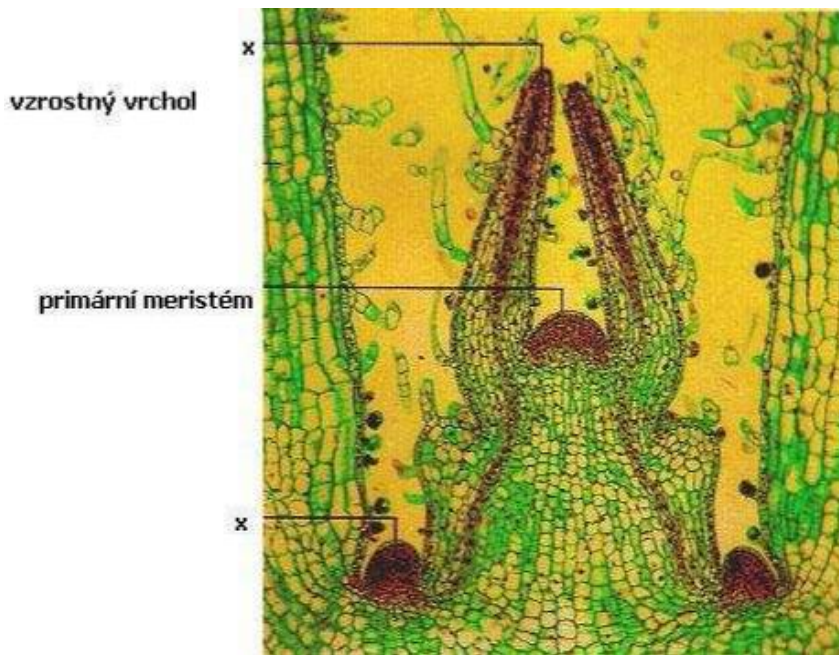 x
vzrostný vrchol
primární meristém
x